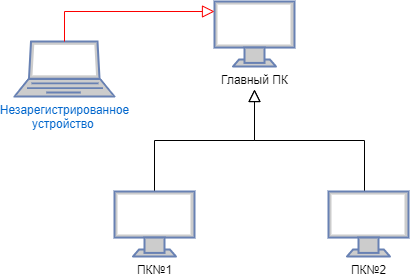 Главный ПК
Незарегистрированное
устройство
ПК№1
ПК№2